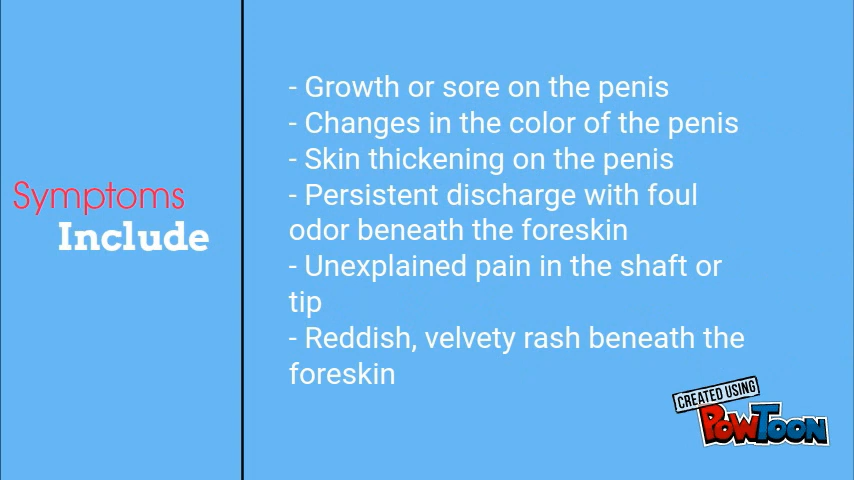 Symptoms
Include
- Growth or sore on the penis
- Changes in the color of the penis
- Skin thickening on the penis
- Persistent discharge with foul
odor beneath the foreskin
- Unexplained pain in the shaft or
tip
- Reddish, velvety rash beneath the
foreskin
CREATED USING
POWTOON